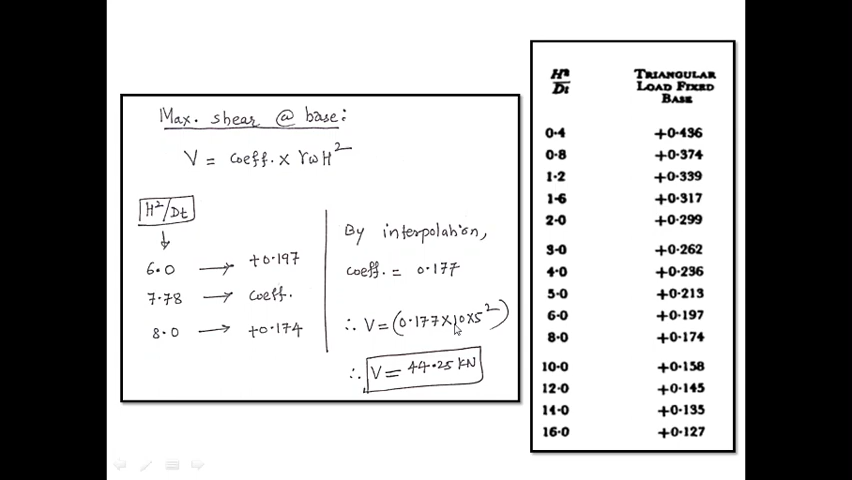 Max. shear @ base:
V = coeff. x γwH²
H²/Dt
6.0 → +0.197
7.78 → coeff.
8.0 → +0.174
By interpolation,
coeff. = 0.177
∴ V = (0.177x10x5²)
∴ V = 44.25 KN
H²/Dt TRIANGULAR LOAD FIXED BASE
0·4 +0·436
0·8 +0·374
1·2 +0·339
1·6 +0·317
2·0 +0·299
3·0 +0·262
4·0 +0·236
5·0 +0·213
6·0 +0·197
8·0 +0·174
10·0 +0·158
12·0 +0·145
14·0 +0·135
16·0 +0·127